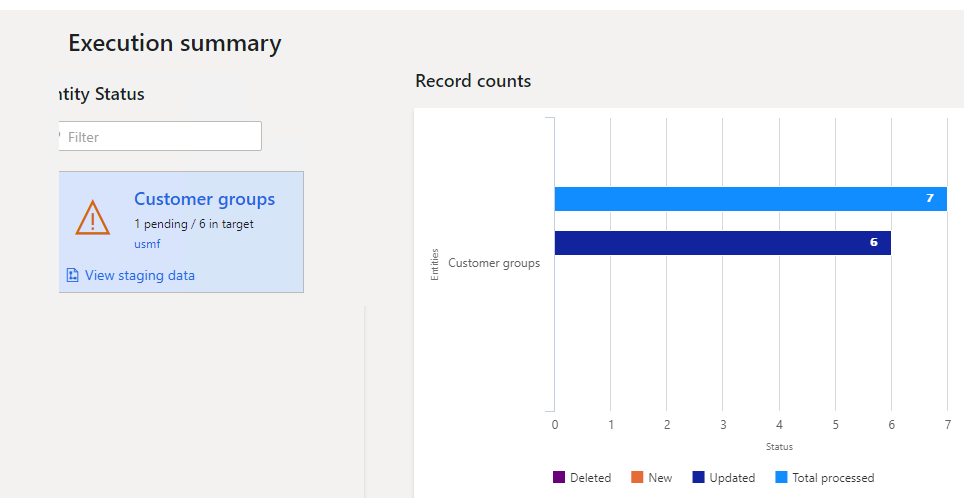 Execution summary
ntity Status
Filter
Customer groups
1 pending / 6 in target
usmf
View staging data
Record counts
7
6
Entities
Customer groups
0 1 2 3 4 5 6 7
Status
Deleted New Updated Total processed